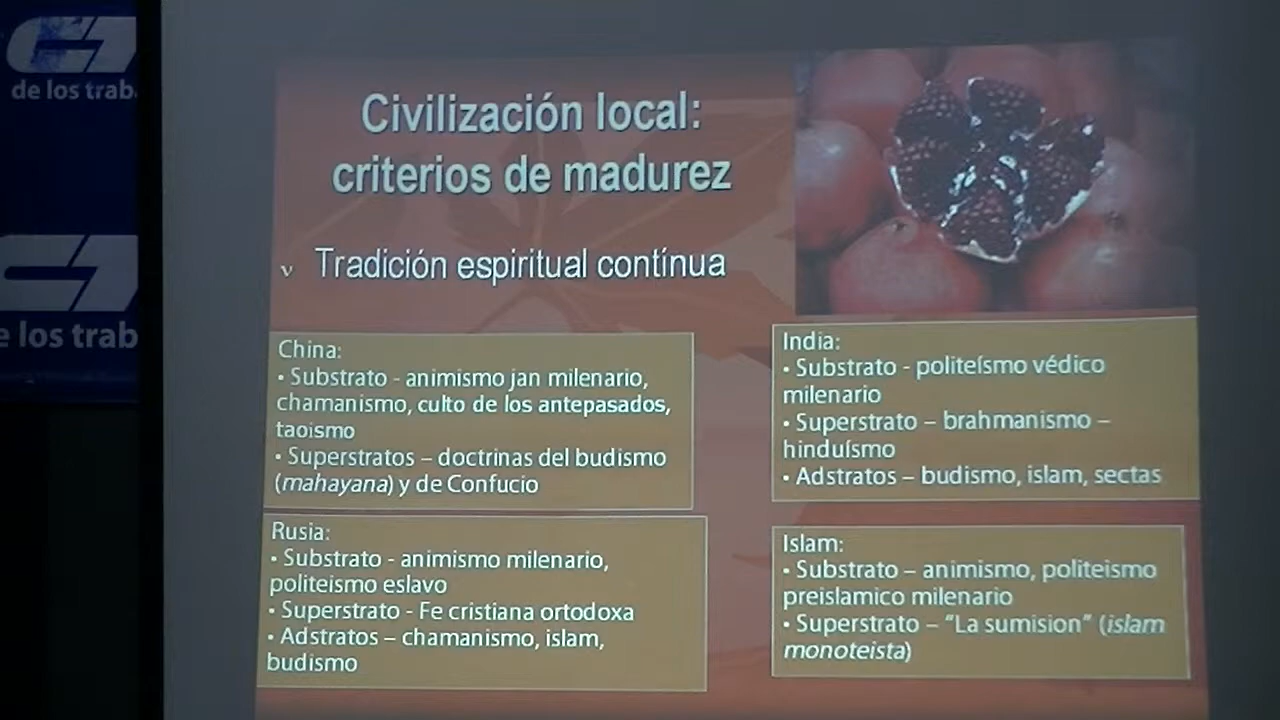 de los trab
e los trab
Civilización local:
criterios de madurez
v Tradición espiritual contínua
China:
• Substrato - animismo jan milenario,
chamanismo, culto de los antepasados,
taoismo
• Superstratos – doctrinas del budismo
(mahayana) y de Confucio
India:
• Substrato - politeísmo védico
milenario
• Superstrato – brahmanismo –
hinduísmo
• Adstratos – budismo, islam, sectas
Rusia:
• Substrato - animismo milenario,
politeismo eslavo
• Superstrato - Fe cristiana ortodoxa
• Adstratos – chamanismo, islam,
budismo
Islam:
• Substrato – animismo, politeismo
preislamico milenario
• Superstrato – “La sumision” (islam
monoteista)